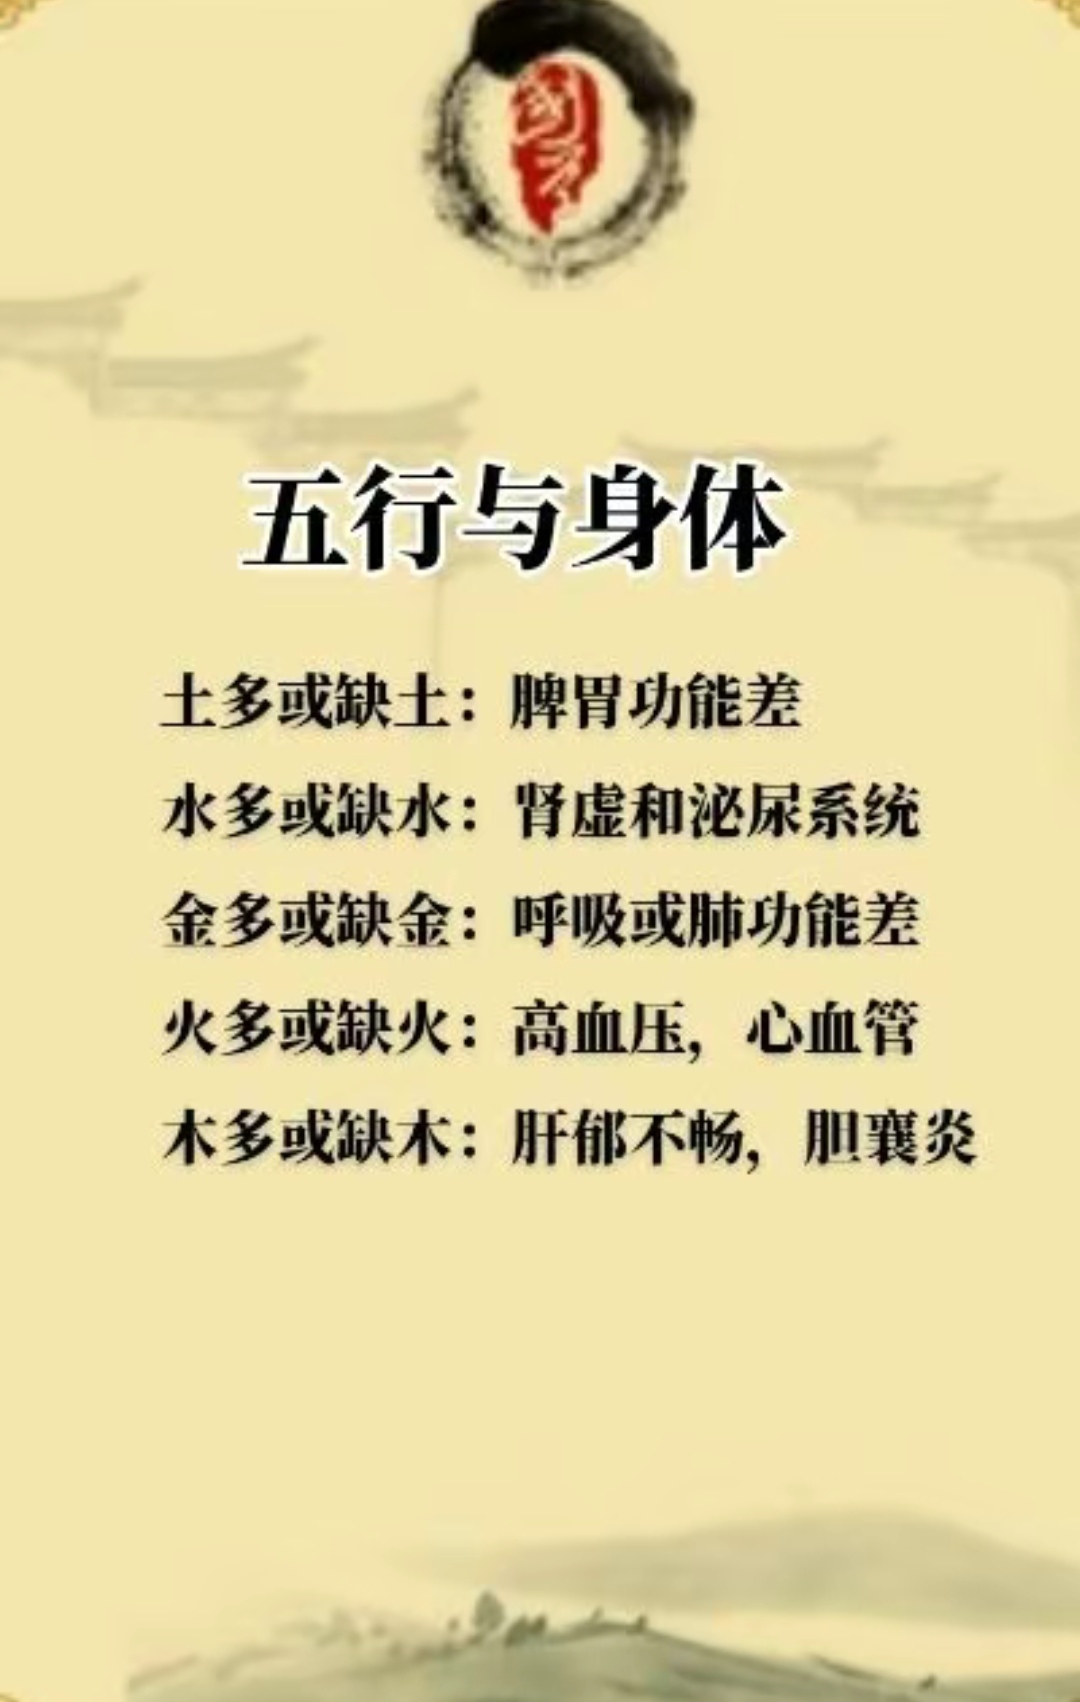 五行与身体
土多或缺土：脾胃功能差
水多或缺水：肾虚和泌尿系统
金多或缺金：呼吸或肺功能差
火多或缺火：高血压，心血管
木多或缺木：肝郁不畅，胆襄炎